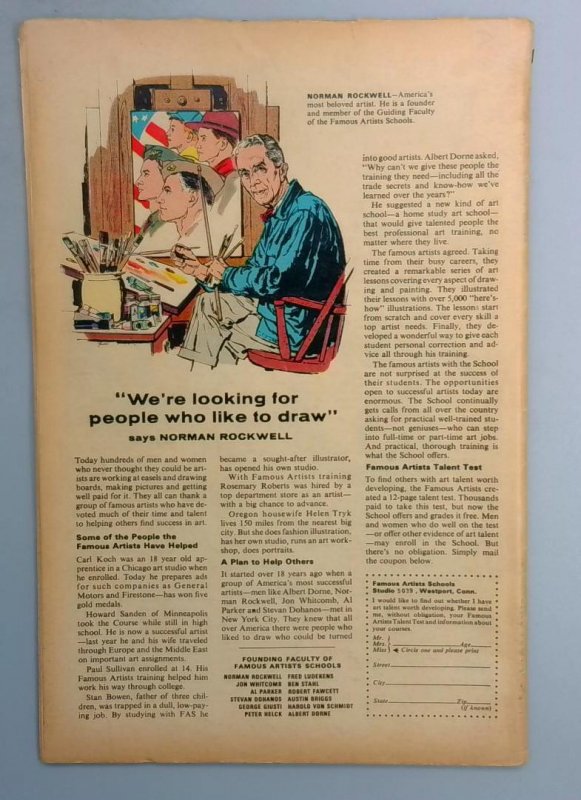 NORMAN ROCKWELL—America's
most beloved artist. He is a founder
and member of the Guiding Faculty
of the Famous Artists Schools.
"We're looking for
people who like to draw"
says NORMAN ROCKWELL
Today hundreds of men and women
who never thought they could be art-
ists are working at easels and drawing
boards, making pictures and getting
well paid for it. They all can thank a
group of famous artists who have de-
voted much of their time and talent
to helping others find success in art.
Some of the People the
Famous Artists Have Helped
Carl Koch was an 18 year old ap-
prentice in a Chicago art studio when
he enrolled. Today he prepares ads
for such companies as General
Motors and Firestone—has won five
gold medals.
Howard Sanden of Minneapolis
took the Course while still in high
school. He is now a successful artist
—last year he and his wife traveled
through Europe and the Middle East
on important art assignments.
Paul Sullivan enrolled at 14. His
Famous Artists training helped him
work his way through college.
Stan Bowen, father of three chil-
dren, was trapped in a dull, low-pay-
ing job. By studying with FAS he
became a sought-after illustrator,
has opened his own studio.
With Famous Artists training
Rosemary Roberts was hired by a
top department store as an artist—
with a big chance to advance.
Oregon housewife Helen Tryk
lives 150 miles from the nearest big
city. But she does fashion illustration,
has her own studio, runs an art work-
shop, does portraits.
A Plan to Help Others
It started over 18 years ago when a
group of America's most successful
artists—men like Albert Dorne, Nor-
man Rockwell, Jon Whitcomb, Al
Parker and Stevan Dohanos—met in
New York City. They knew that all
over America there were people who
liked to draw who could be turned
FOUNDING FACULTY OF
FAMOUS ARTISTS SCHOOLS
NORMAN ROCKWELL FRED LUDEKENS
JON WHITCOMB BEN STAHL
AL PARKER ROBERT FAWCETT
STEVAN DOHANOS AUSTIN BRIGGS
GEORGE GIUSTI HAROLD VON SCHMIDT
PETER HELCK ALBERT DORNE
into good artists. Albert Dorne asked,
"Why can't we give these people the
training they need—including all the
trade secrets and know-how we've
learned over the years?"
He suggested a new kind of art
school—a home study art school—
that would give talented people the
best professional art training, no
matter where they live.
The famous artists agreed. Taking
time from their busy careers, they
created a remarkable series of art
lessons covering every aspect of draw-
ing and painting. They illustrated
their lessons with over 5,000 "here's-
how" illustrations. The lessons start
from scratch and cover every skill a
top artist needs. Finally, they de-
veloped a wonderful way to give each
student personal correction and ad-
vice all through his training.
The famous artists with the School
are not surprised at the success of
their students. The opportunities
open to successful artists today are
enormous. The School continually
gets calls from all over the country
asking for practical well-trained stu-
dents—not geniuses—who can step
into full-time or part-time art jobs.
And practical, thorough training is
what the School offers.
Famous Artists Talent Test
To find others with art talent worth
developing, the Famous Artists cre-
ated a 12-page talent test. Thousands
paid to take this test, but now the
School offers and grades it free. Men
and women who do well on the test
—or offer other evidence of art talent
—may enroll in the School. But
there's no obligation. Simply mail
the coupon below.
Famous Artists Schools
Studio 5078, Westport, Conn.
I would like to find out whether I have
art talent worth developing. Please send
me, without obligation, your Famous
Artists Talent Test and information about
your courses.
Mr.
Mrs. Age
Miss Circle one and please print
Street
City
State Zip
(if known)